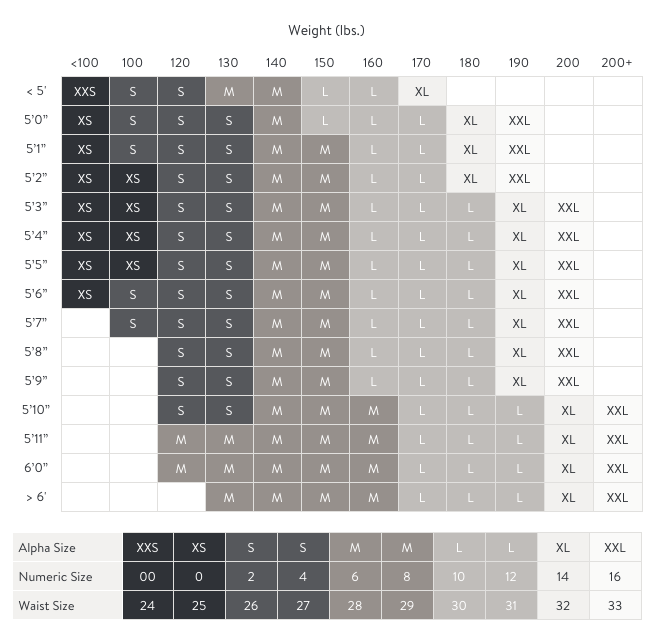 Weight (lbs.)
<100 100 120 130 140 150 160 170 180 190 200 200+
< 5' XXS S S M M L L XL
5'0" XS S S S M L L L XL XXL
5'1" XS S S S M M L L XL XXL
5'2" XS XS S S M M L L XL XXL
5'3" XS XS S S M M L L L XL XXL
5'4" XS XS S S M M L L L XL XXL
5'5" XS XS S S M M L L L XL XXL
5'6" XS S S S M M L L L XL XXL
5'7" S S S M M L L L XL XXL
5'8" S S M M L L L XL XXL
5'9" S S M M L L L XL XXL
5'10" S S M M M L L L XL XXL
5'11" M M M M M L L L XL XXL
6'0" M M M M M L L L XL XXL
> 6' M M M M L L L XL XXL
Alpha Size XXS XS S S M M L L XL XXL
Numeric Size 00 0 2 4 6 8 10 12 14 16
Waist Size 24 25 26 27 28 29 30 31 32 33